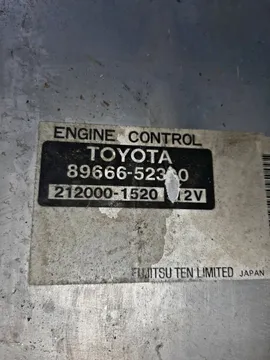 ENGINE CONTROL
TOYOTA
212000-1520
FUJITSU TEN LIMITED JAPAN